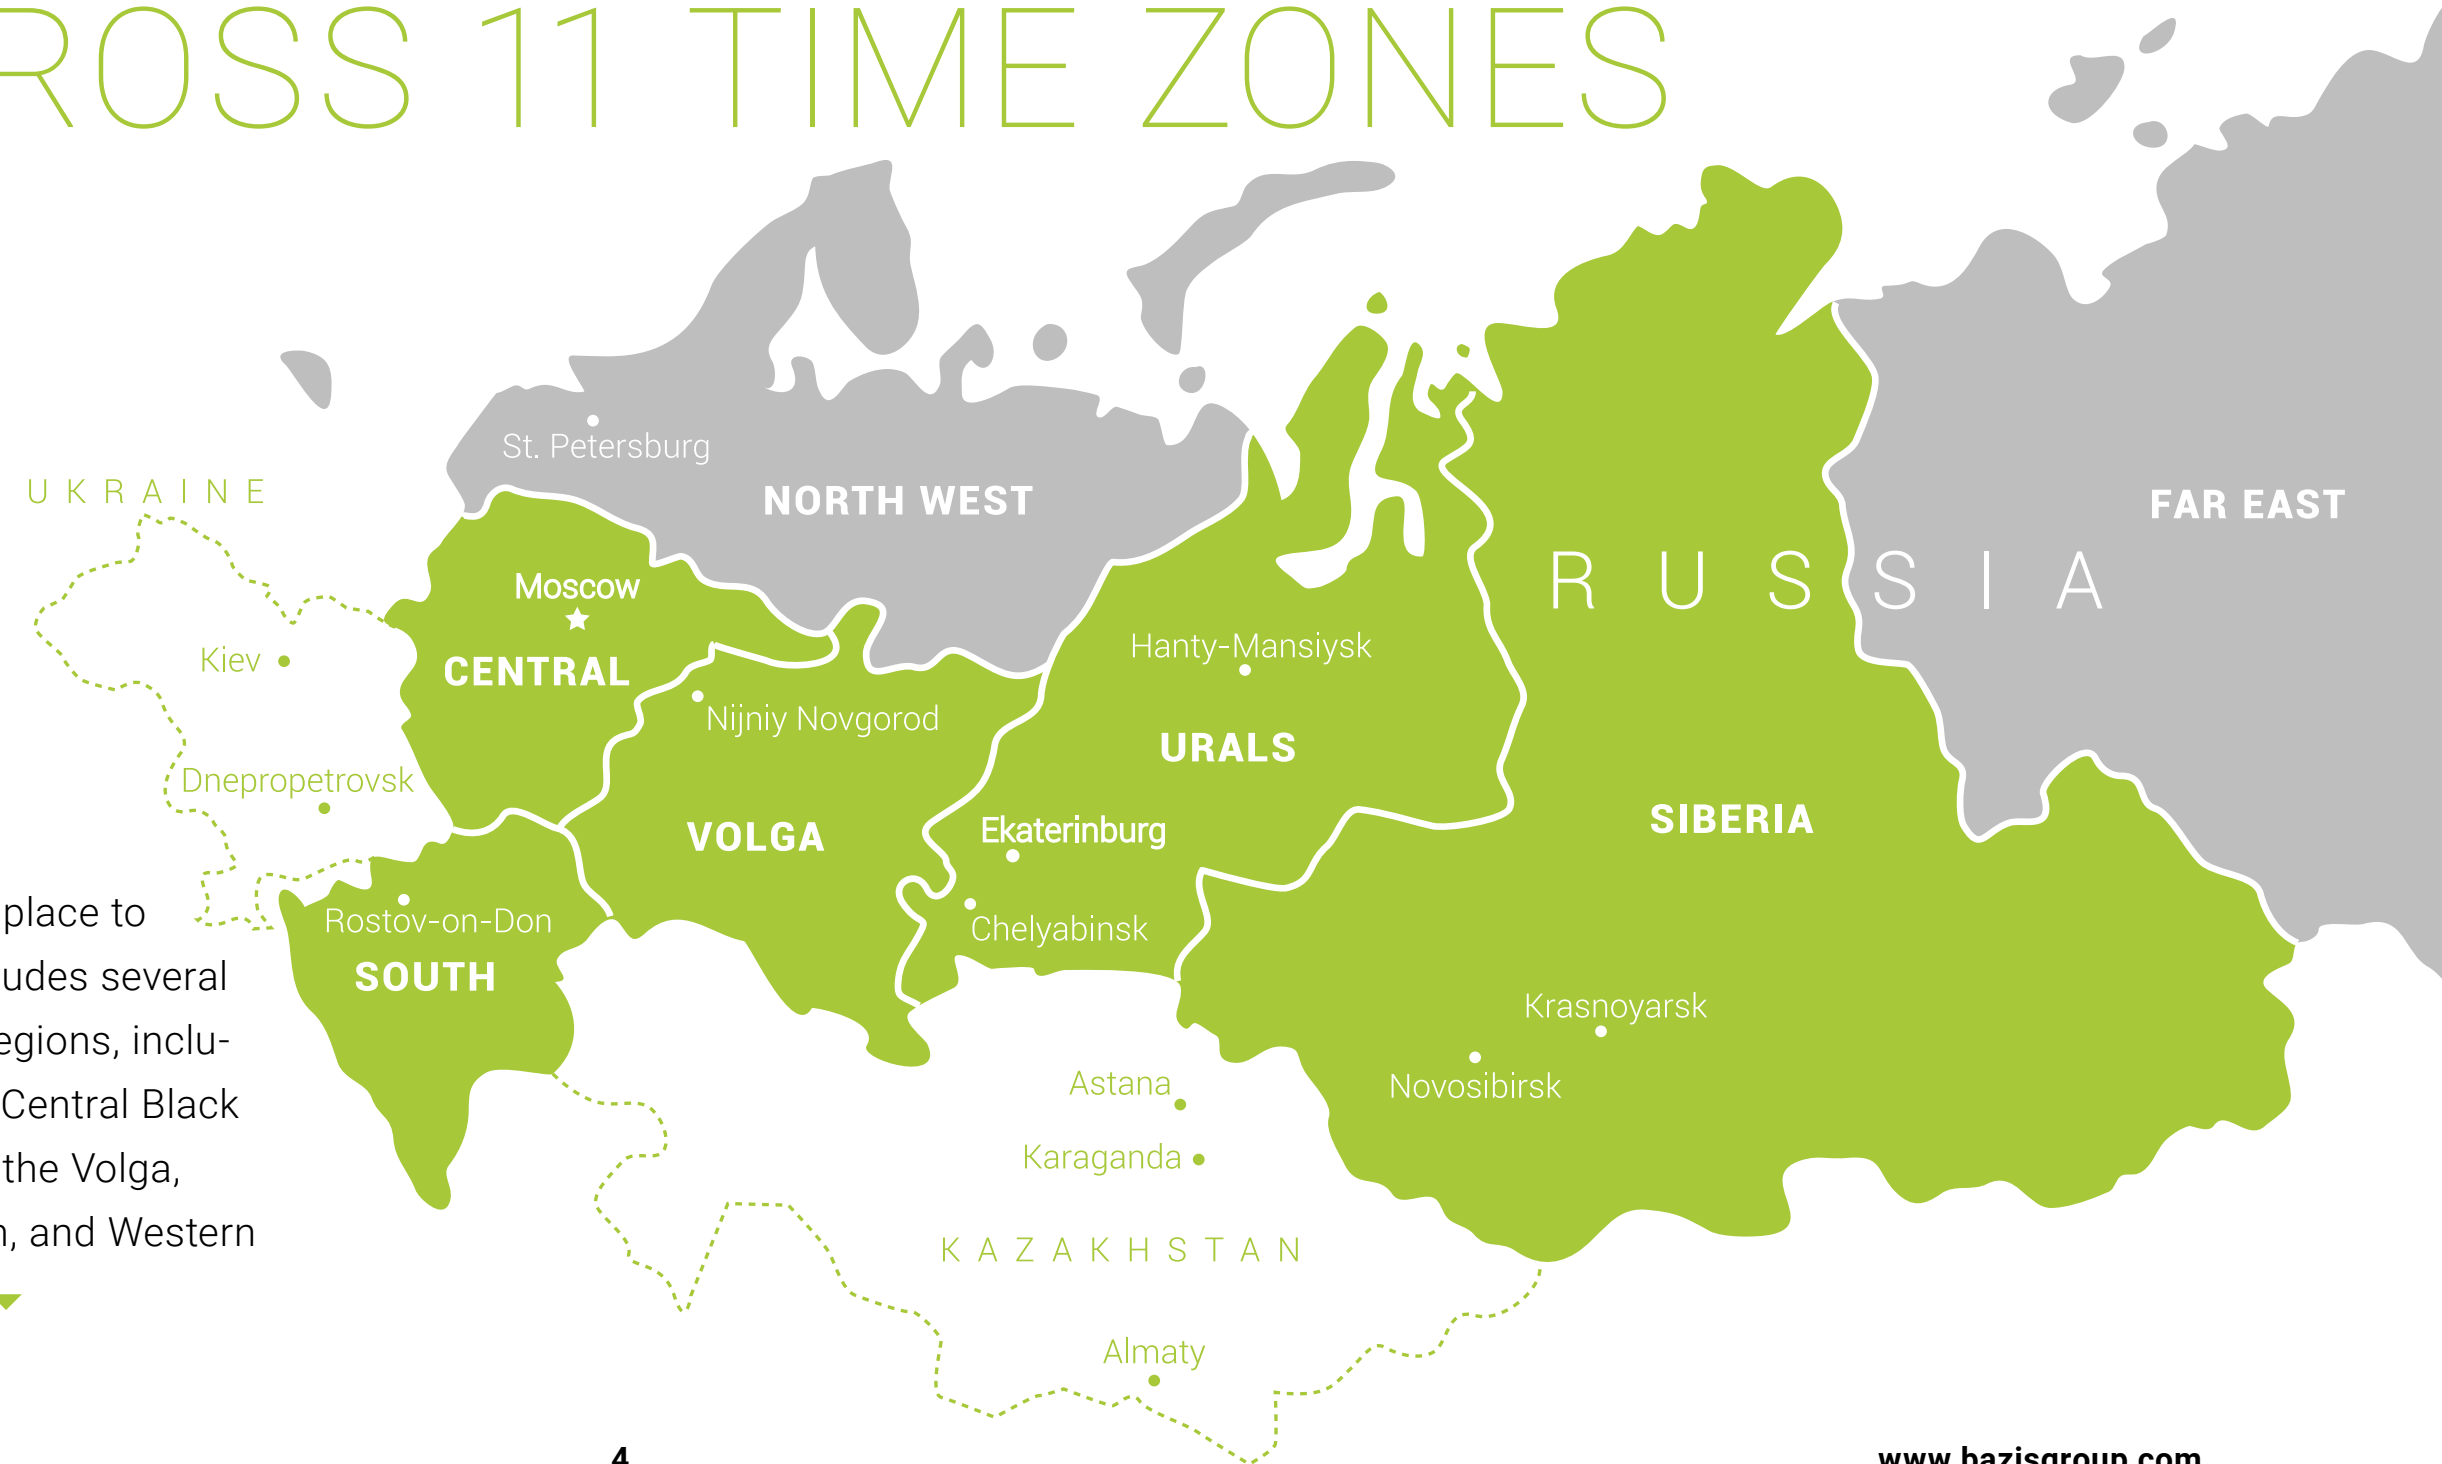 ROSS 11 TIME ZONES
St. Petersburg
NORTH WEST
FAR EAST
UKRAINE
RUSSIA
Moscow
CENTRAL
Kiev
Hanty-Mansiysk
Nijniy Novgorod
URALS
Dnepropetrovsk
VOLGA
Ekaterinburg
SIBERIA
Rostov-on-Don
SOUTH
Chelyabinsk
Krasnoyarsk
Novosibirsk
Astana
Karaganda
KAZAKHSTAN
Almaty
place to
udes several
egions, inclu-
Central Black
the Volga,
n, and Western
4
www.bazisgroup.com